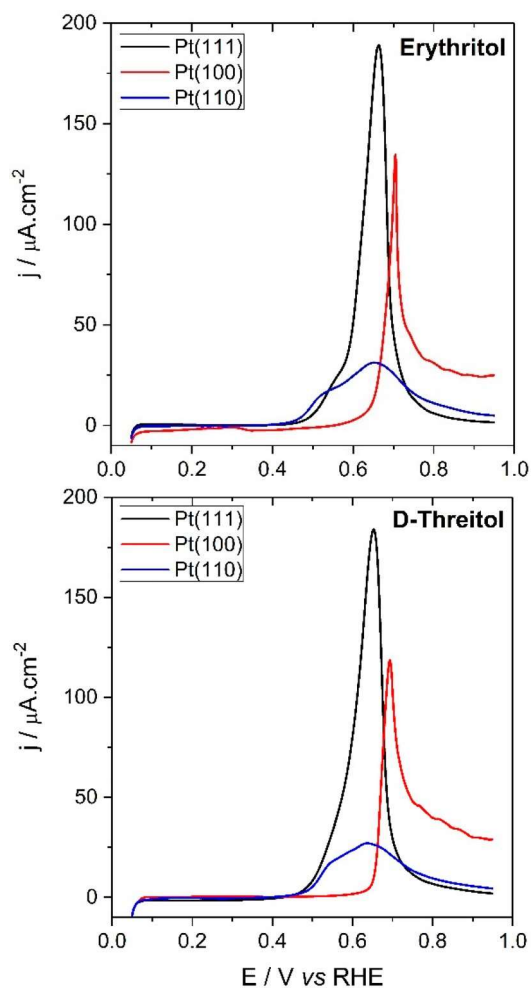 Erythritol
Pt(111)
Pt(100)
Pt(110)
200
150
100
50
0
j / μA.cm-2
0.0 0.2 0.4 0.6 0.8 1.0
D-Threitol
Pt(111)
Pt(100)
Pt(110)
200
150
100
50
0
j / μA.cm-2
0.0 0.2 0.4 0.6 0.8 1.0
E / V vs RHE